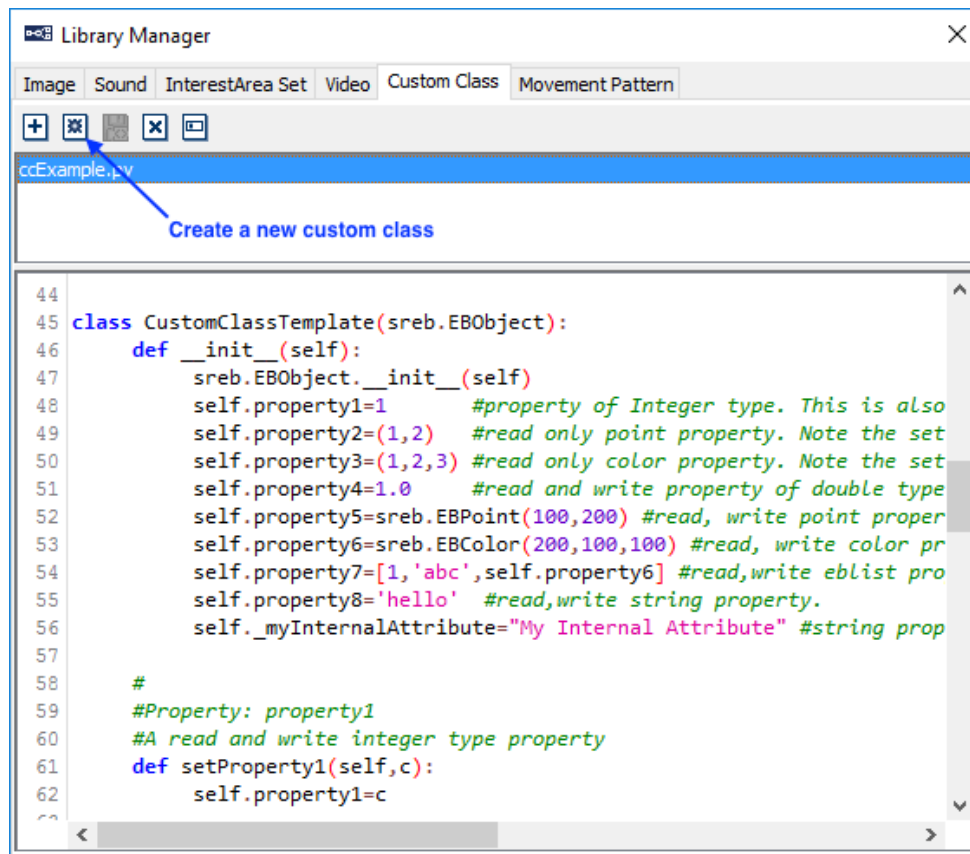 Library Manager
Image Sound InterestArea Set Video Custom Class Movement Pattern
ccExample.py
Create a new custom class
44
45 class CustomClassTemplate(sreb.EBObject):
46 def __init__(self):
47 sreb.EBObject.__init__(self)
48 self.property1=1 #property of Integer type. This is also
49 self.property2=(1,2) #read only point property. Note the set
50 self.property3=(1,2,3) #read only color property. Note the set
51 self.property4=1.0 #read and write property of double type
52 self.property5=sreb.EBPoint(100,200) #read, write point proper
53 self.property6=sreb.EBColor(200,100,100) #read, write color pr
54 self.property7=[1,'abc',self.property6] #read,write eblist pro
55 self.property8='hello' #read,write string property.
56 self._myInternalAttribute="My Internal Attribute" #string prop
57
58 #
59 #Property: property1
60 #A read and write integer type property
61 def setProperty1(self,c):
62 self.property1=c